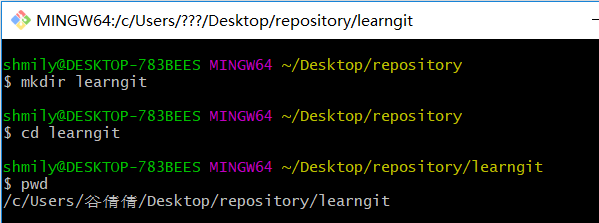 MINGW64:/c/Users/???/Desktop/repository/learngit
shmily@DESKTOP-783BEES MINGW64 ~/Desktop/repository
$ mkdir learngit
shmily@DESKTOP-783BEES MINGW64 ~/Desktop/repository
$ cd learngit
shmily@DESKTOP-783BEES MINGW64 ~/Desktop/repository/learngit
$ pwd
/c/Users/谷倩倩/Desktop/repository/learngit